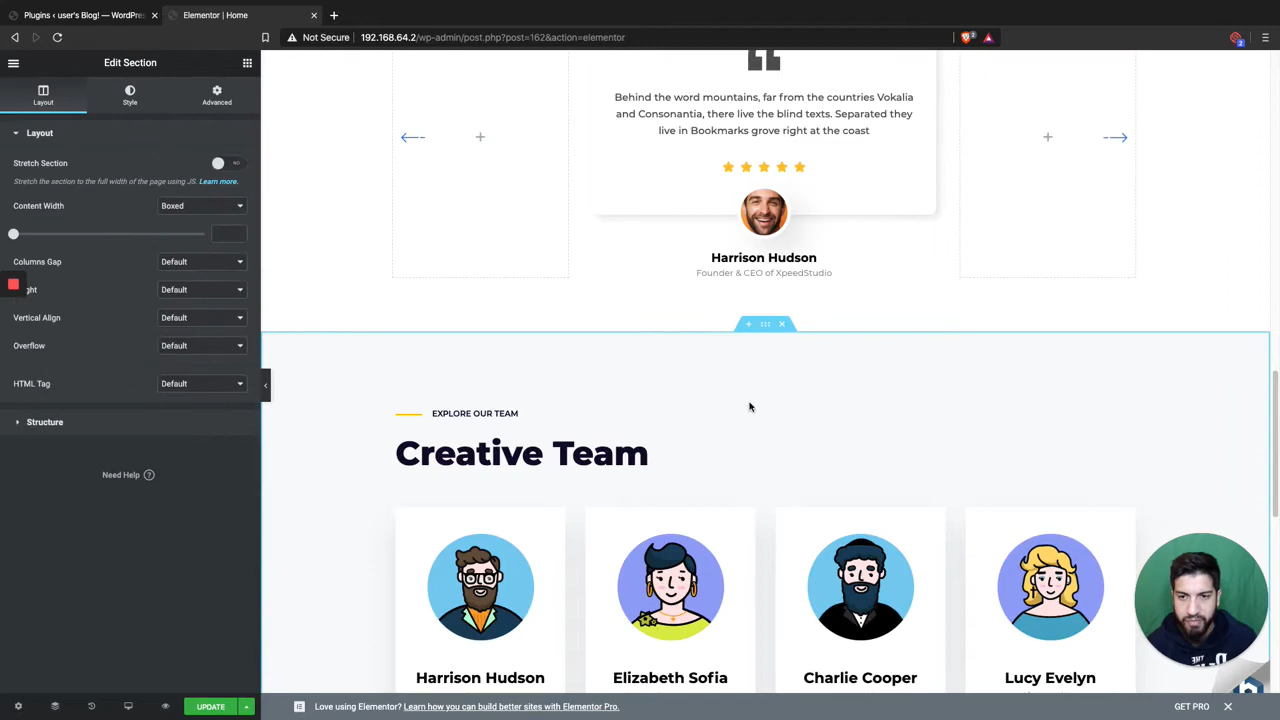 Plugins ‹ user's Blog! — WordPres
Elementor | Home
Not Secure
192.168.64.2/wp-admin/post.php?post=162&action=elementor
2
2
Edit Section
Layout
Style
Advanced
Layout
Stretch Section
NO
Stretch the section to the full width of the page using JS. Learn more.
Content Width
Boxed
Columns Gap
Default
ght
Default
Vertical Align
Default
Overflow
Default
HTML Tag
Default
Structure
Need Help
UPDATE
Behind the word mountains, far from the countries Vokalia
and Consonantia, there live the blind texts. Separated they
live in Bookmarks grove right at the coast
Harrison Hudson
Founder & CEO of XpeedStudio
EXPLORE OUR TEAM
Creative Team
Harrison Hudson
Elizabeth Sofia
Charlie Cooper
Lucy Evelyn
Love using Elementor? Learn how you can build better sites with Elementor Pro.
GET PRO